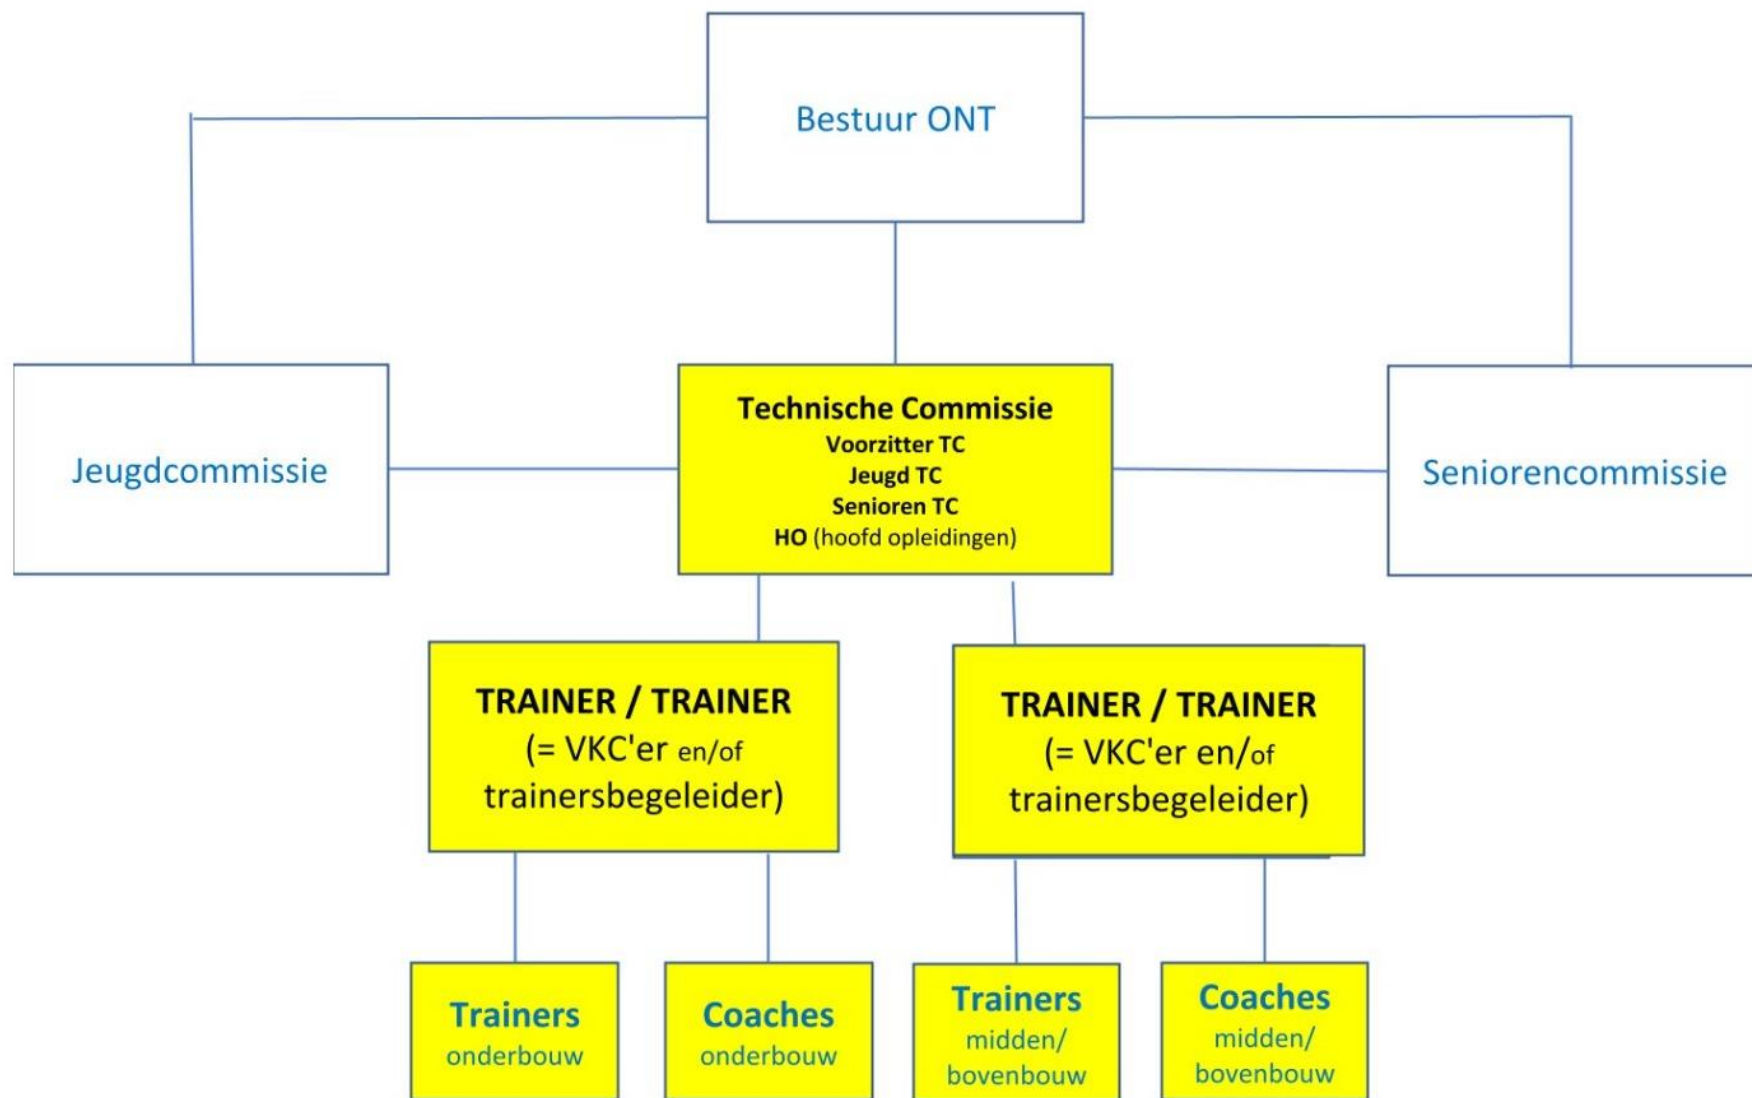 Bestuur ONT
Jeugdcommissie
Technische Commissie
Voorzitter TC
Jeugd TC
Senioren TC
HO (hoofd opleidingen)
Seniorencommissie
TRAINER / TRAINER
(= VKC'er en/of
trainersbegeleider)
TRAINER / TRAINER
(= VKC'er en/of
trainersbegeleider)
Trainers
onderbouw
Coaches
onderbouw
Trainers
midden/
bovenbouw
Coaches
midden/
bovenbouw